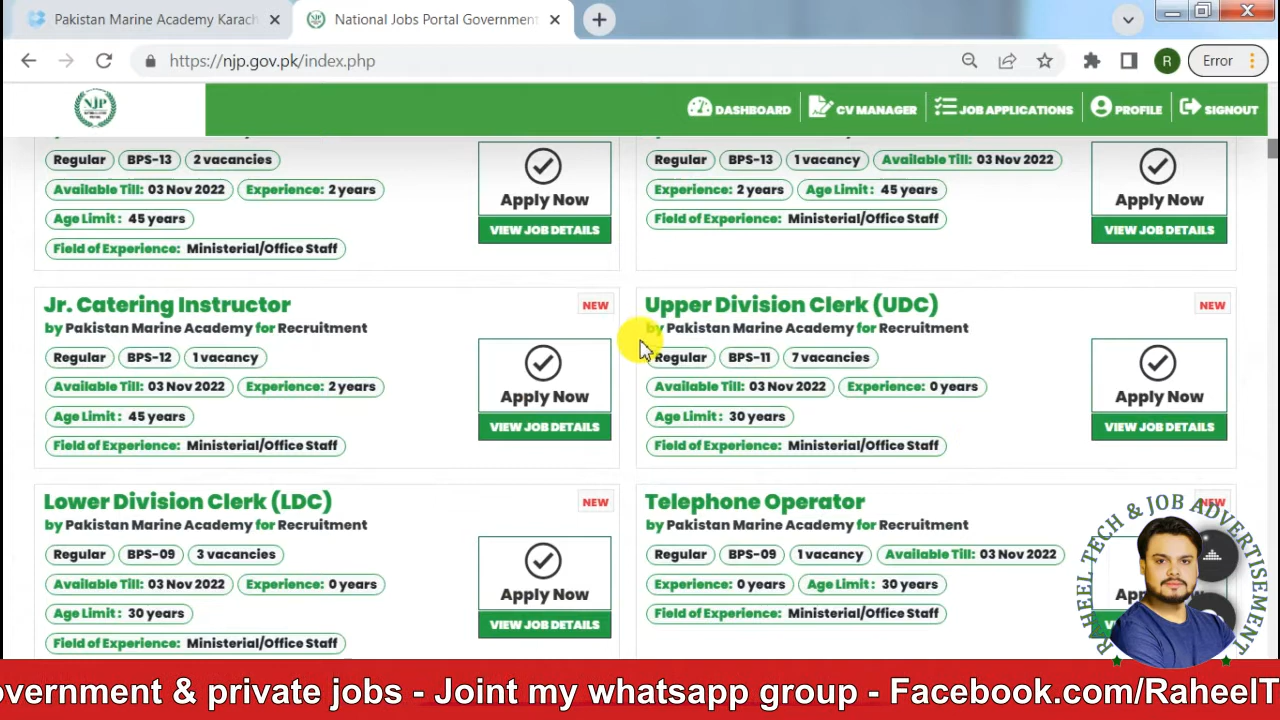 Pakistan Marine Academy Karach
National Jobs Portal Government
https://njp.gov.pk/index.php
R
Error
NJP
DASHBOARD
CV MANAGER
JOB APPLICATIONS
PROFILE
SIGNOUT
Regular BPS-13 2 vacancies
Available Till: 03 Nov 2022 Experience: 2 years
Age Limit : 45 years
Field of Experience: Ministerial/Office Staff
Apply Now
VIEW JOB DETAILS
Regular BPS-13 1 vacancy Available Till: 03 Nov 2022
Experience: 2 years Age Limit : 45 years
Field of Experience: Ministerial/Office Staff
Apply Now
VIEW JOB DETAILS
Jr. Catering Instructor NEW
by Pakistan Marine Academy for Recruitment
Regular BPS-12 1 vacancy
Available Till: 03 Nov 2022 Experience: 2 years
Age Limit : 45 years
Field of Experience: Ministerial/Office Staff
Apply Now
VIEW JOB DETAILS
Upper Division Clerk (UDC) NEW
by Pakistan Marine Academy for Recruitment
Regular BPS-11 7 vacancies
Available Till: 03 Nov 2022 Experience: 0 years
Age Limit : 30 years
Field of Experience: Ministerial/Office Staff
Apply Now
VIEW JOB DETAILS
Lower Division Clerk (LDC) NEW
by Pakistan Marine Academy for Recruitment
Regular BPS-09 3 vacancies
Available Till: 03 Nov 2022 Experience: 0 years
Age Limit : 30 years
Field of Experience: Ministerial/Office Staff
Apply Now
VIEW JOB DETAILS
Telephone Operator NEW
by Pakistan Marine Academy for Recruitment
Regular BPS-09 1 vacancy Available Till: 03 Nov 2022
Experience: 0 years Age Limit : 30 years
Field of Experience: Ministerial/Office Staff
RAHEEL TECH & JOB ADVERTISEMENT
overnment & private jobs - Joint my whatsapp group - Facebook.com/RaheelT